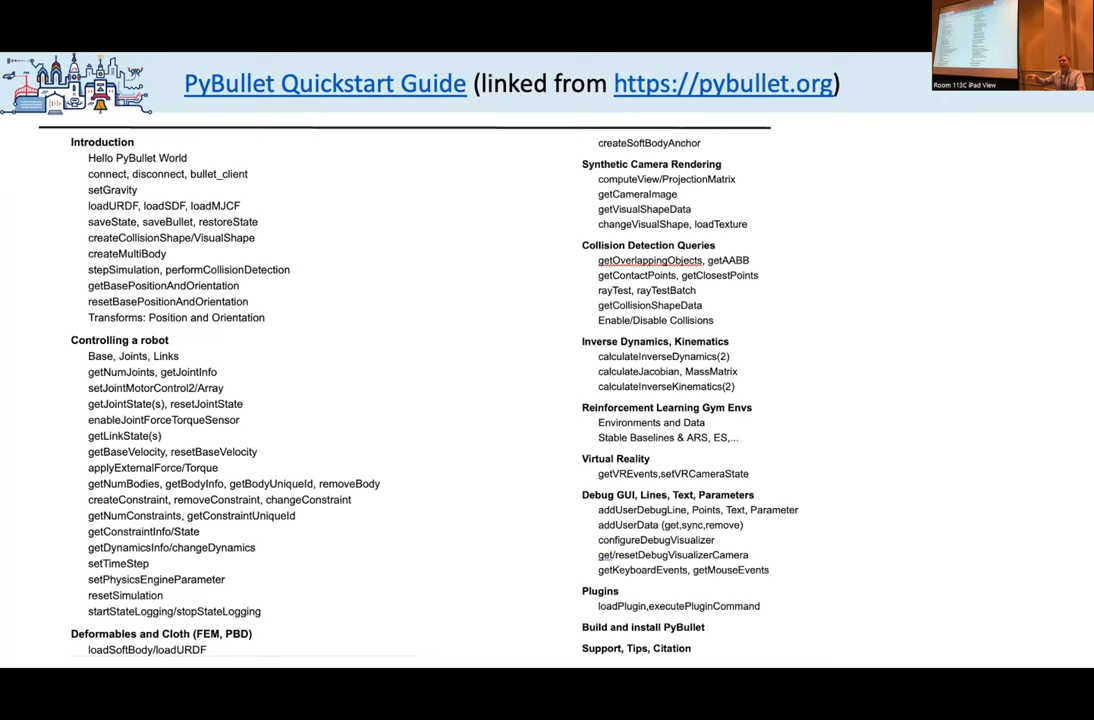 PyBullet Quickstart Guide (linked from https://pybullet.org)
Room 113C iPad View
Introduction
Hello PyBullet World
connect, disconnect, bullet_client
setGravity
loadURDF, loadSDF, loadMJCF
saveState, saveBullet, restoreState
createCollisionShape/VisualShape
createMultiBody
stepSimulation, performCollisionDetection
getBasePositionAndOrientation
resetBasePositionAndOrientation
Transforms: Position and Orientation
Controlling a robot
Base, Joints, Links
getNumJoints, getJointInfo
setJointMotorControl2/Array
getJointState(s), resetJointState
enableJointForceTorqueSensor
getLinkState(s)
getBaseVelocity, resetBaseVelocity
applyExternalForce/Torque
getNumBodies, getBodyInfo, getBodyUniqueId, removeBody
createConstraint, removeConstraint, changeConstraint
getNumConstraints, getConstraintUniqueId
getConstraintInfo/State
getDynamicsInfo/changeDynamics
setTimeStep
setPhysicsEngineParameter
resetSimulation
startStateLogging/stopStateLogging
Deformables and Cloth (FEM, PBD)
loadSoftBody/loadURDF
createSoftBodyAnchor
Synthetic Camera Rendering
computeView/ProjectionMatrix
getCameraImage
getVisualShapeData
changeVisualShape, loadTexture
Collision Detection Queries
getOverlappingObjects, getAABB
getContactPoints, getClosestPoints
rayTest, rayTestBatch
getCollisionShapeData
Enable/Disable Collisions
Inverse Dynamics, Kinematics
calculateInverseDynamics(2)
calculateJacobian, MassMatrix
calculateInverseKinematics(2)
Reinforcement Learning Gym Envs
Environments and Data
Stable Baselines & ARS, ES,...
Virtual Reality
getVREvents,setVRCameraState
Debug GUI, Lines, Text, Parameters
addUserDebugLine, Points, Text, Parameter
addUserData (get,sync,remove)
configureDebugVisualizer
get/resetDebugVisualizerCamera
getKeyboardEvents, getMouseEvents
Plugins
loadPlugin,executePluginCommand
Build and install PyBullet
Support, Tips, Citation